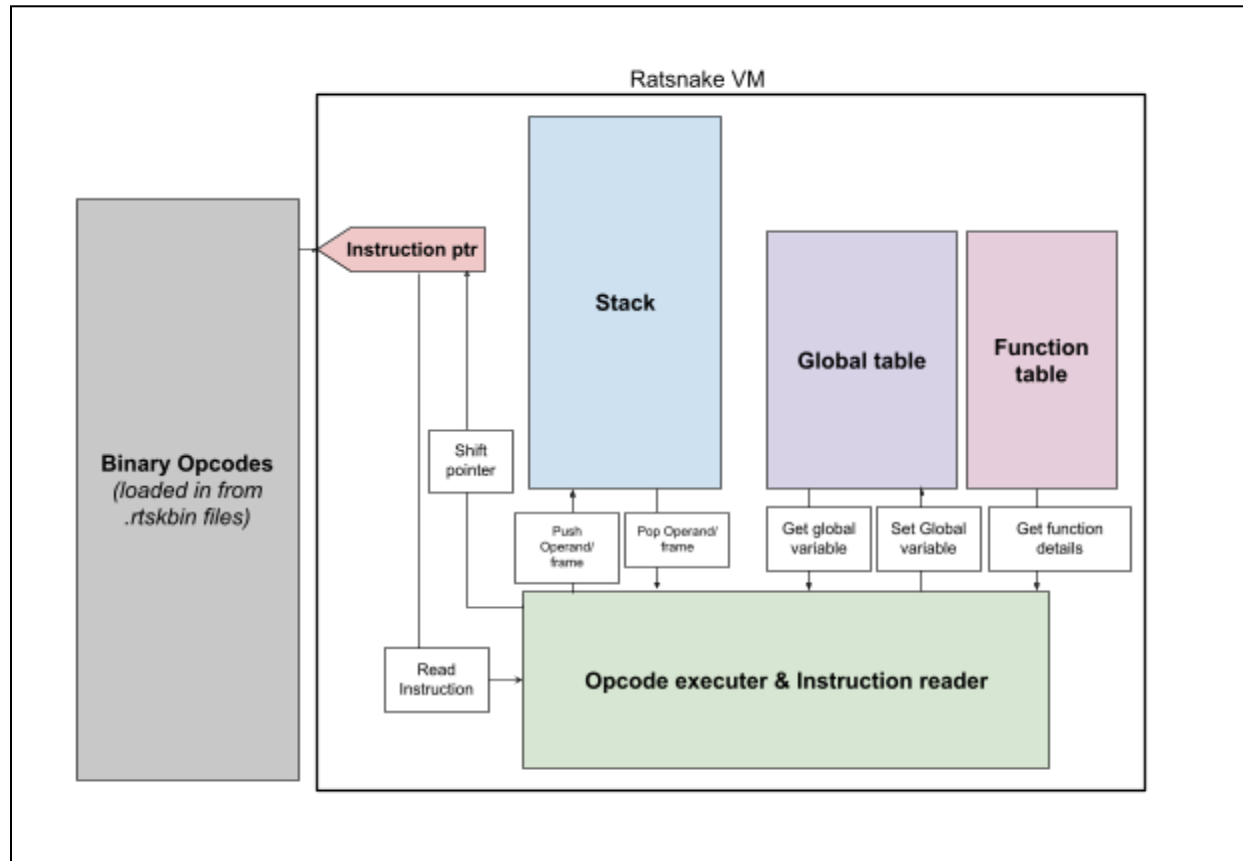 Ratsnake VM
Instruction ptr
Stack
Global table
Function
table
Binary Opcodes
(loaded in from
.rtskbin files)
Shift
pointer
Push
Operand/
frame
Pop Operand/
frame
Get global
variable
Set Global
variable
Get function
details
Read
Instruction
Opcode executer & Instruction reader